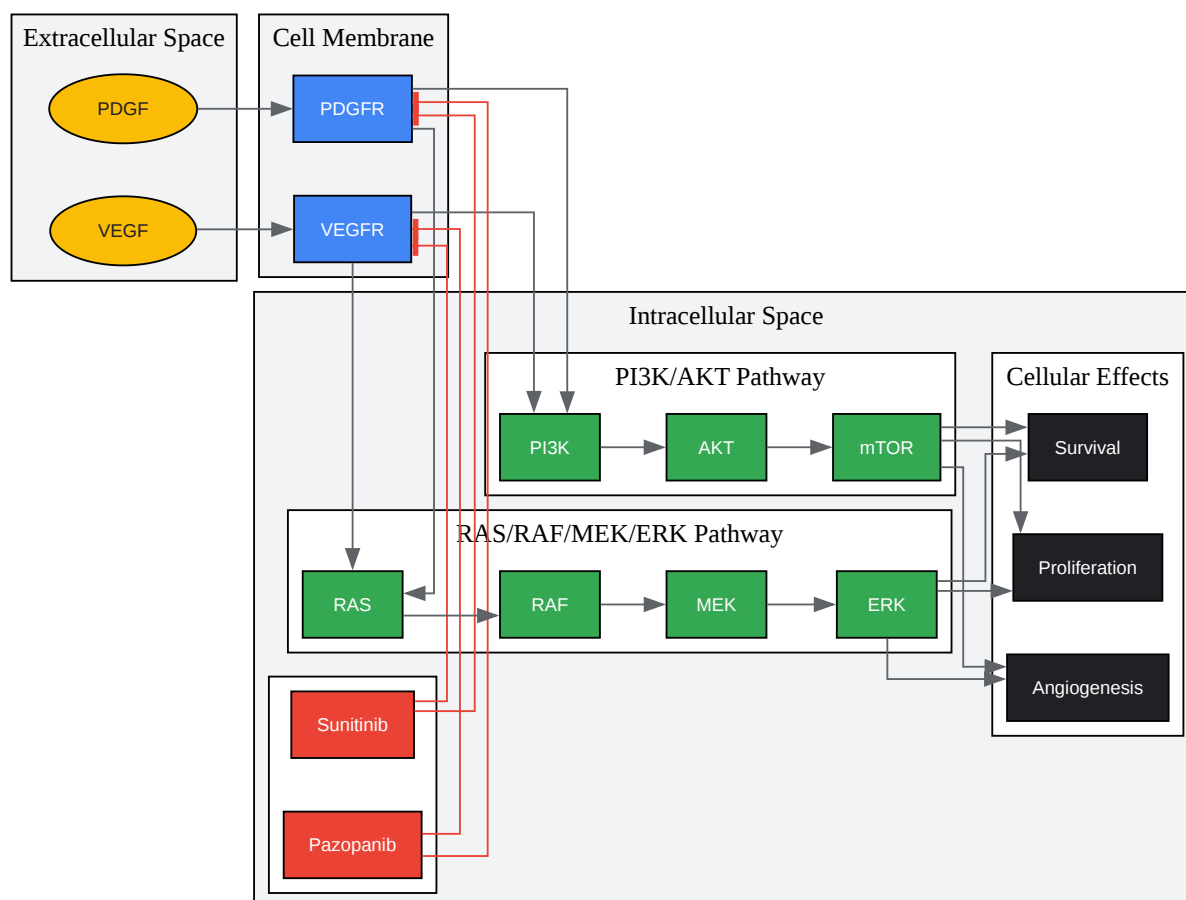 Extracellular Space
Cell Membrane
PDGF
PDGFR
VEGF
VEGFR
Intracellular Space
PI3K/AKT Pathway
Cellular Effects
PI3K
AKT
mTOR
Survival
RAS/RAF/MEK/ERK Pathway
Proliferation
RAS
RAF
MEK
ERK
Angiogenesis
Sunitinib
Pazopanib